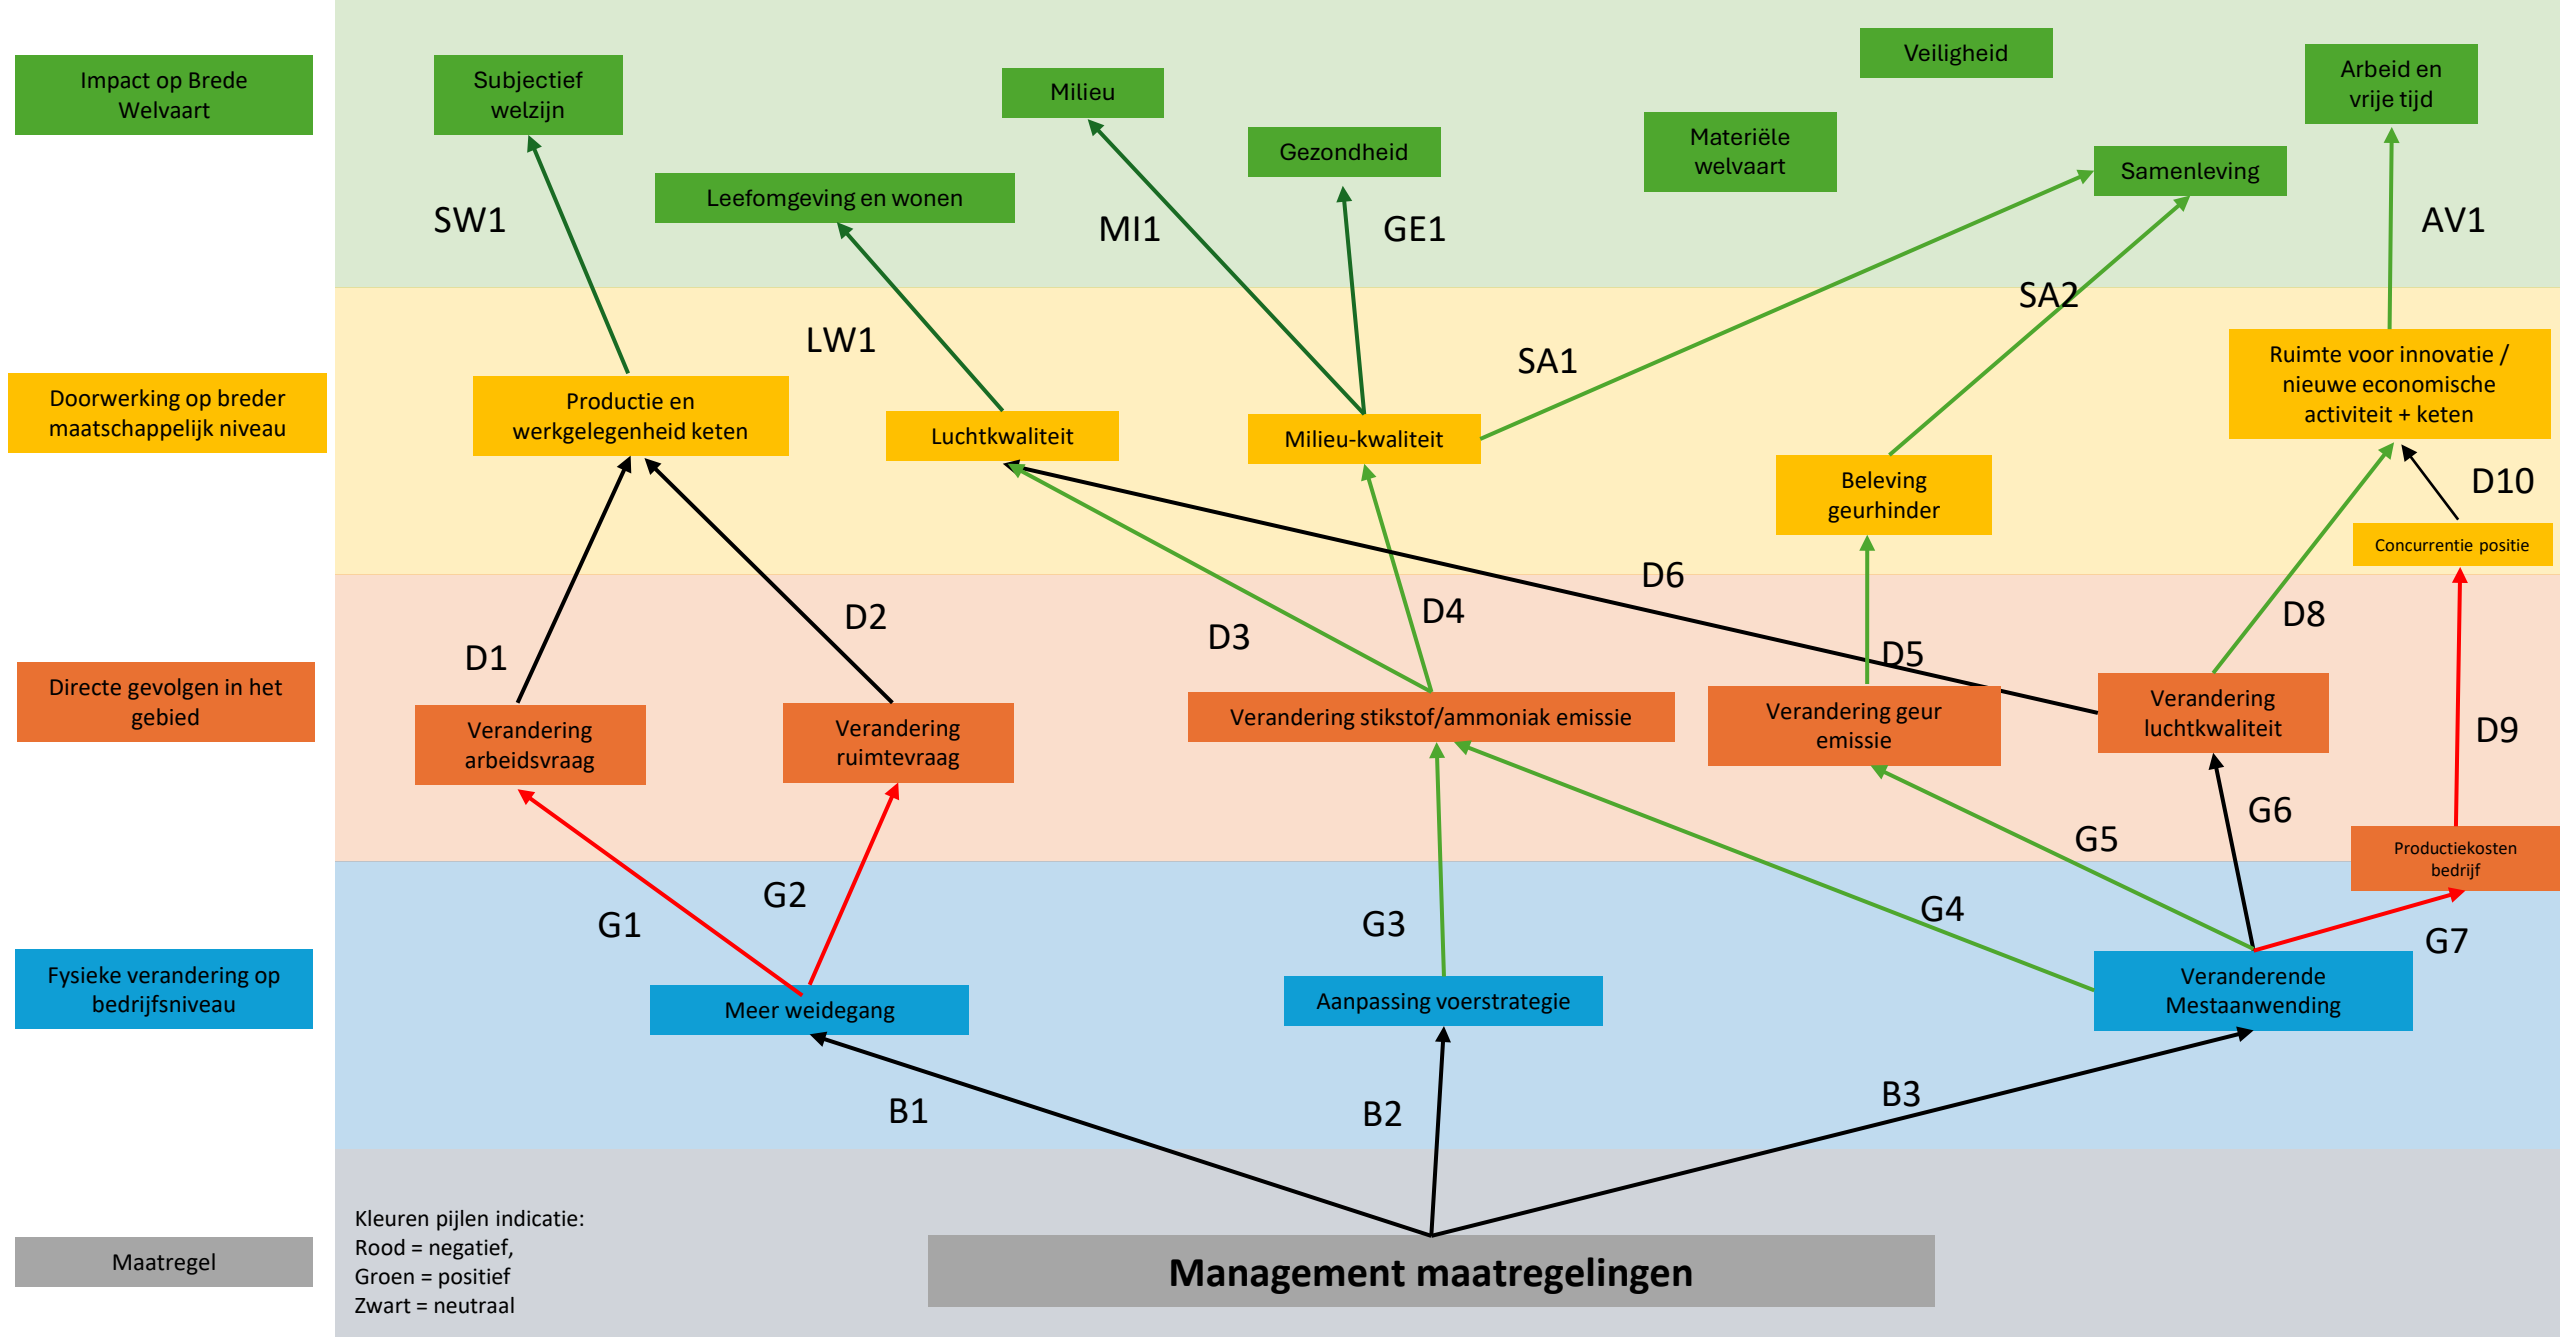 Impact op Brede
Welvaart
Subjectief
welzijn
Leefomgeving en wonen
Milieu
Gezondheid
Materiële
welvaart
Veiligheid
Samenleving
Arbeid en
vrije tijd
SW1
LW1
MI1
GE1
SA1
SA2
AV1
Doorwerking op breder
maatschappelijk niveau
Productie en
werkgelegenheid keten
Luchtkwaliteit
Milieu-kwaliteit
Beleving
geurhinder
Ruimte voor innovatie /
nieuwe economische
activiteit + keten
Concurrentie positie
D1
D2
D3
D4
D6
D5
D8
D10
D9
Directe gevolgen in het
gebied
Verandering
arbeidsvraag
Verandering
ruimtevraag
Verandering stikstof/ammoniak emissie
Verandering geur
emissie
Verandering
luchtkwaliteit
Productiekosten
bedrijf
G1
G2
G3
G4
G5
G6
G7
Fysieke verandering op
bedrijfsniveau
Meer weidegang
Aanpassing voerstrategie
Veranderende
Mestaanwending
B1
B2
B3
Maatregel
Kleuren pijlen indicatie:
Rood = negatief,
Groen = positief
Zwart = neutraal
Management maatregelingen